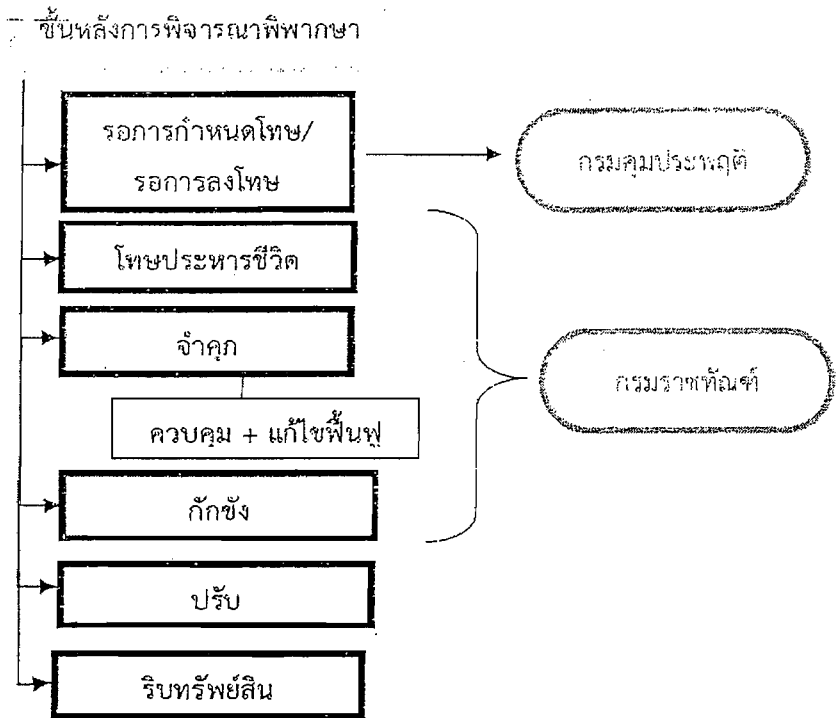 ชั้นหลังการพิจารณาพิพากษา
รอการกำหนดโทษ/
รอการลงโทษ
กรมคุมประพฤติ
โทษประหารชีวิต
จำคุก
ควบคุม + แก้ไขฟื้นฟู
กรมราชทัณฑ์
กักขัง
ปรับ
ริบทรัพย์สิน